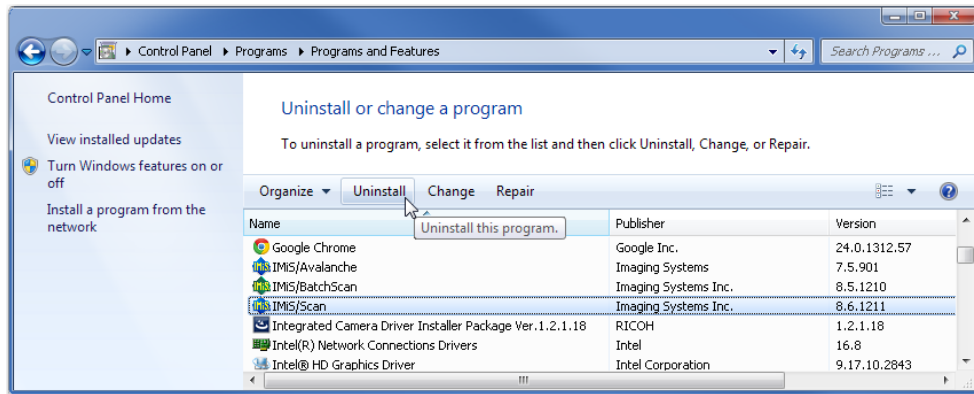 Control Panel ▸ Programs ▸ Programs and Features
Search Programs ...
Control Panel Home
View installed updates
Turn Windows features on or
off
Install a program from the
network
Uninstall or change a program
To uninstall a program, select it from the list and then click Uninstall, Change, or Repair.
Organize Uninstall Change Repair
Name Publisher Version
Uninstall this program.
Google Chrome Google Inc. 24.0.1312.57
IMiS/Avalanche Imaging Systems 7.5.901
IMiS/BatchScan Imaging Systems Inc. 8.5.1210
IMiS/Scan Imaging Systems Inc. 8.6.1211
Integrated Camera Driver Installer Package Ver.1.2.1.18 RICOH 1.2.1.18
Intel(R) Network Connections Drivers Intel 16.8
Intel® HD Graphics Driver Intel Corporation 9.17.10.2843